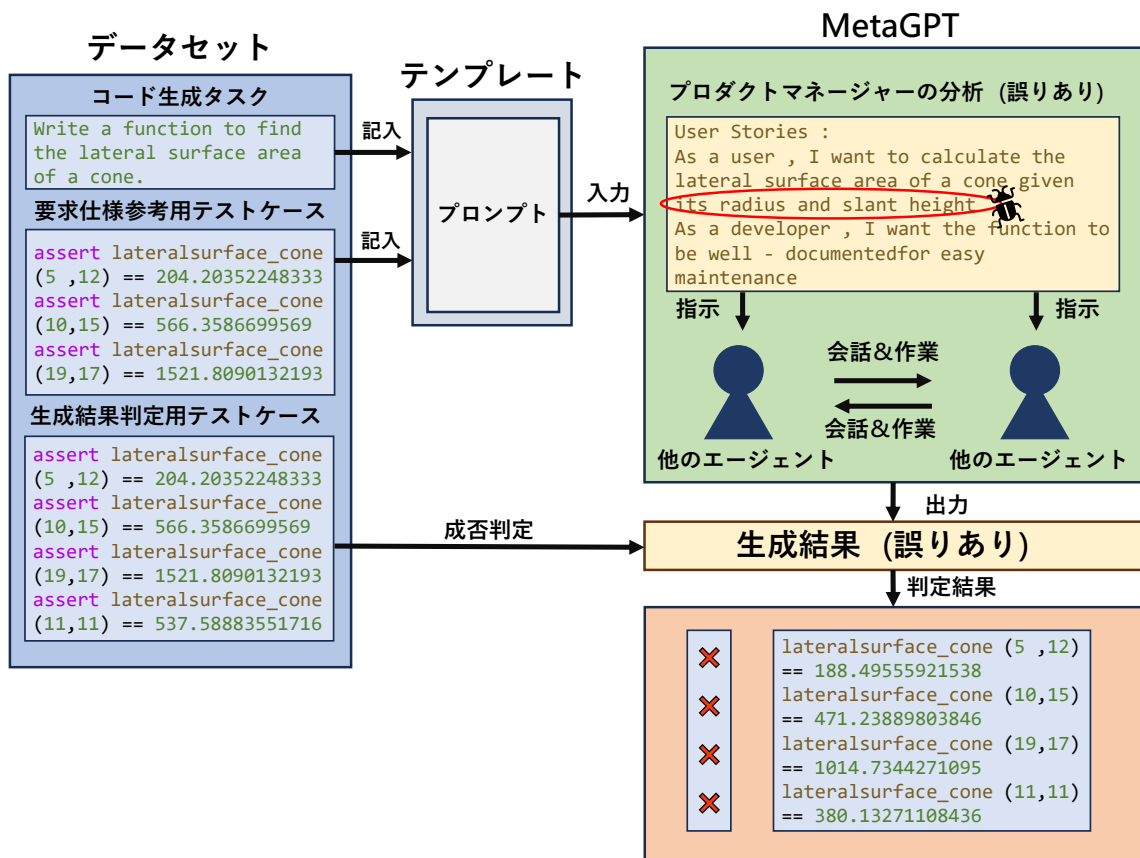 データセット
コード生成タスク
Write a function to find
the lateral surface area
of a cone.
要求仕様参考用テストケース
assert lateralsurface_cone
(5 ,12) == 204.20352248333
assert lateralsurface_cone
(10,15) == 566.3586699569
assert lateralsurface_cone
(19,17) == 1521.8090132193
生成結果判定用テストケース
assert lateralsurface_cone
(5 ,12) == 204.20352248333
assert lateralsurface_cone
(10,15) == 566.3586699569
assert lateralsurface_cone
(19,17) == 1521.8090132193
assert lateralsurface_cone
(11,11) == 537.58883551716
記入
記入
テンプレート
プロンプト
入力
成否判定
MetaGPT
プロダクトマネージャーの分析 (誤りあり)
User Stories :
As a user , I want to calculate the
lateral surface area of a cone given
its radius and slant height
As a developer , I want the function to
be well - documentedfor easy
maintenance
指示
指示
会話&作業
会話&作業
他のエージェント
他のエージェント
出力
生成結果 (誤りあり)
判定結果
lateralsurface_cone (5 ,12)
== 188.49555921538
lateralsurface_cone (10,15)
== 471.23889803846
lateralsurface_cone (19,17)
== 1014.7344271095
lateralsurface_cone (11,11)
== 380.13271108436